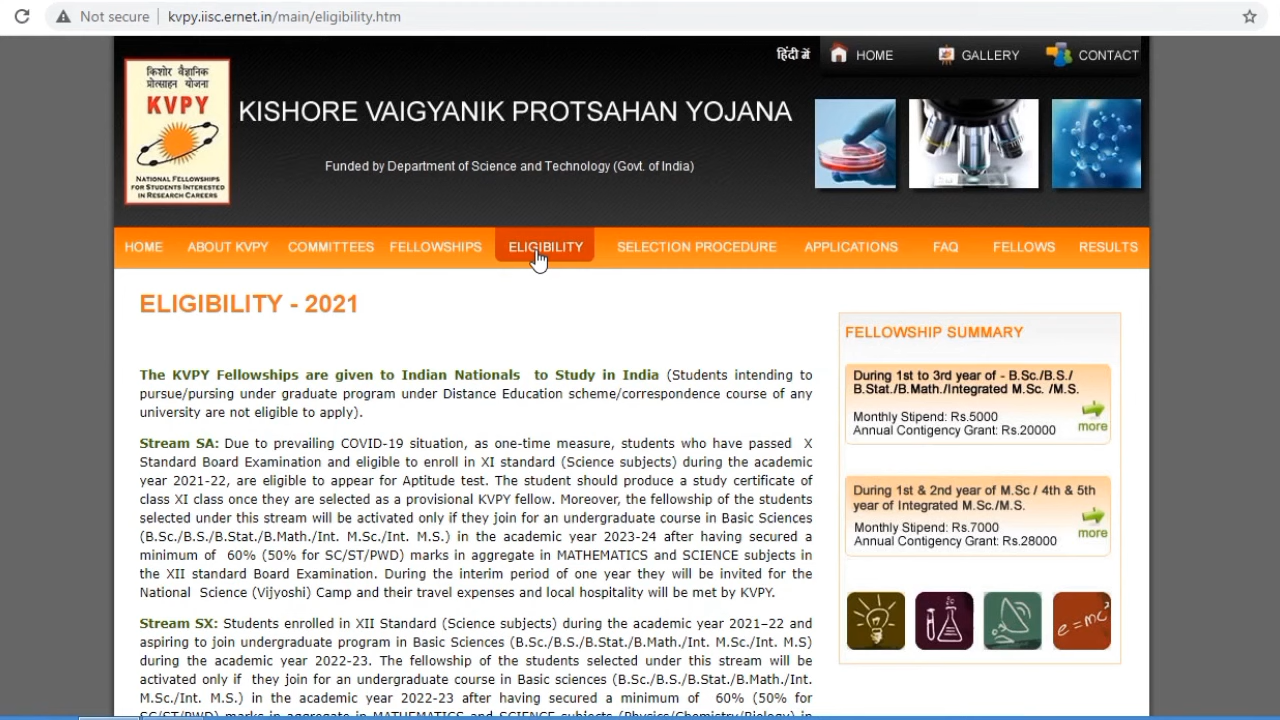 Not secure
kvpy.iisc.ernet.in/main/eligibility.htm
हिंदी में
HOME
GALLERY
CONTACT
किशोर वैज्ञानिक
प्रोत्साहन योजना
KVPY
NATIONAL FELLOWSHIPS
FOR STUDENTS INTERESTED
IN RESEARCH CAREERS
KISHORE VAIGYANIK PROTSAHAN YOJANA
Funded by Department of Science and Technology (Govt. of India)
HOME ABOUT KVPY COMMITTEES FELLOWSHIPS ELIGIBILITY SELECTION PROCEDURE APPLICATIONS FAQ FELLOWS RESULTS
ELIGIBILITY - 2021
The KVPY Fellowships are given to Indian Nationals to Study in India (Students intending to
pursue/pursing under graduate program under Distance Education scheme/correspondence course of any
university are not eligible to apply).
Stream SA: Due to prevailing COVID-19 situation, as one-time measure, students who have passed X
Standard Board Examination and eligible to enroll in XI standard (Science subjects) during the academic
year 2021-22, are eligible to appear for Aptitude test. The student should produce a study certificate of
class XI class once they are selected as a provisional KVPY fellow. Moreover, the fellowship of the students
selected under this stream will be activated only if they join for an undergraduate course in Basic Sciences
(B.Sc./B.S./B.Stat./B.Math./Int. M.Sc./Int. M.S.) in the academic year 2023-24 after having secured a
minimum of 60% (50% for SC/ST/PWD) marks in aggregate in MATHEMATICS and SCIENCE subjects in
the XII standard Board Examination. During the interim period of one year they will be invited for the
National Science (Vijyoshi) Camp and their travel expenses and local hospitality will be met by KVPY.
Stream SX: Students enrolled in XII Standard (Science subjects) during the academic year 2021–22 and
aspiring to join undergraduate program in Basic Sciences (B.Sc./B.S./B.Stat./B.Math./Int. M.Sc./Int. M.S)
during the academic year 2022-23. The fellowship of the students selected under this stream will be
activated only if they join for an undergraduate course in Basic sciences (B.Sc./B.S./B.Stat./B.Math./Int.
M.Sc./Int. M.S.) in the academic year 2022-23 after having secured a minimum of 60% (50% for
SC/ST/PWD) marks in aggregate in MATHEMATICS and SCIENCE subjects (Physics/Chemistry/Biology) in
FELLOWSHIP SUMMARY
During 1st to 3rd year of - B.Sc./B.S./
B.Stat./B.Math./Integrated M.Sc. /M.S.
Monthly Stipend: Rs.5000
Annual Contigency Grant: Rs.20000
more
During 1st & 2nd year of M.Sc / 4th & 5th
year of Integrated M.Sc./M.S.
Monthly Stipend: Rs.7000
Annual Contigency Grant: Rs.28000
more
e=mc²